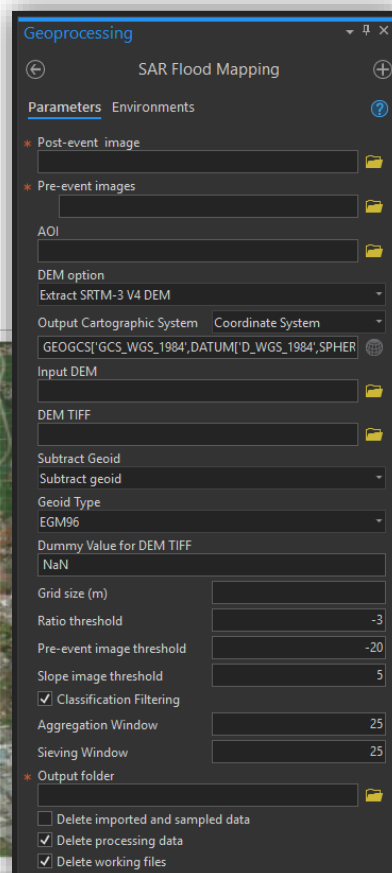 Geoprocessing
SAR Flood Mapping
Parameters Environments
* Post-event image
* Pre-event images
AOI
DEM option
Extract SRTM-3 V4 DEM
Output Cartographic System Coordinate System
GEOGCS['GCS_WGS_1984',DATUM['D_WGS_1984',SPHER
Input DEM
DEM TIFF
Subtract Geoid
Subtract geoid
Geoid Type
EGM96
Dummy Value for DEM TIFF
NaN
Grid size (m)
Ratio threshold -3
Pre-event image threshold -20
Slope image threshold 5
Classification Filtering
Aggregation Window 25
Sieving Window 25
* Output folder
Delete imported and sampled data
Delete processing data
Delete working files